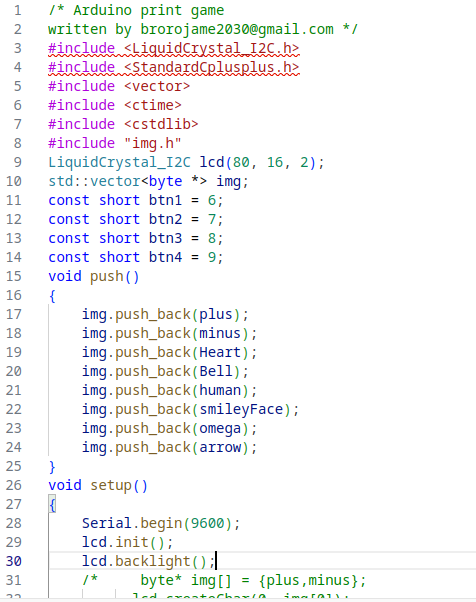 1 /* Arduino print game
2 written by brorojame2030@gmail.com */
3 #include <LiquidCrystal_I2C.h>
4 #include <StandardCplusplus.h>
5 #include <vector>
6 #include <ctime>
7 #include <cstdlib>
8 #include "img.h"
9 LiquidCrystal_I2C lcd(80, 16, 2);
10 std::vector<byte *> img;
11 const short btn1 = 6;
12 const short btn2 = 7;
13 const short btn3 = 8;
14 const short btn4 = 9;
15 void push()
16 {
17     img.push_back(plus);
18     img.push_back(minus);
19     img.push_back(Heart);
20     img.push_back(Bell);
21     img.push_back(human);
22     img.push_back(smileyFace);
23     img.push_back(omega);
24     img.push_back(arrow);
25 }
26 void setup()
27 {
28     Serial.begin(9600);
29     lcd.init();
30     lcd.backlight();
31     /*     byte* img[] = {plus,minus};
32             lcd.createChar(0, img[0]);